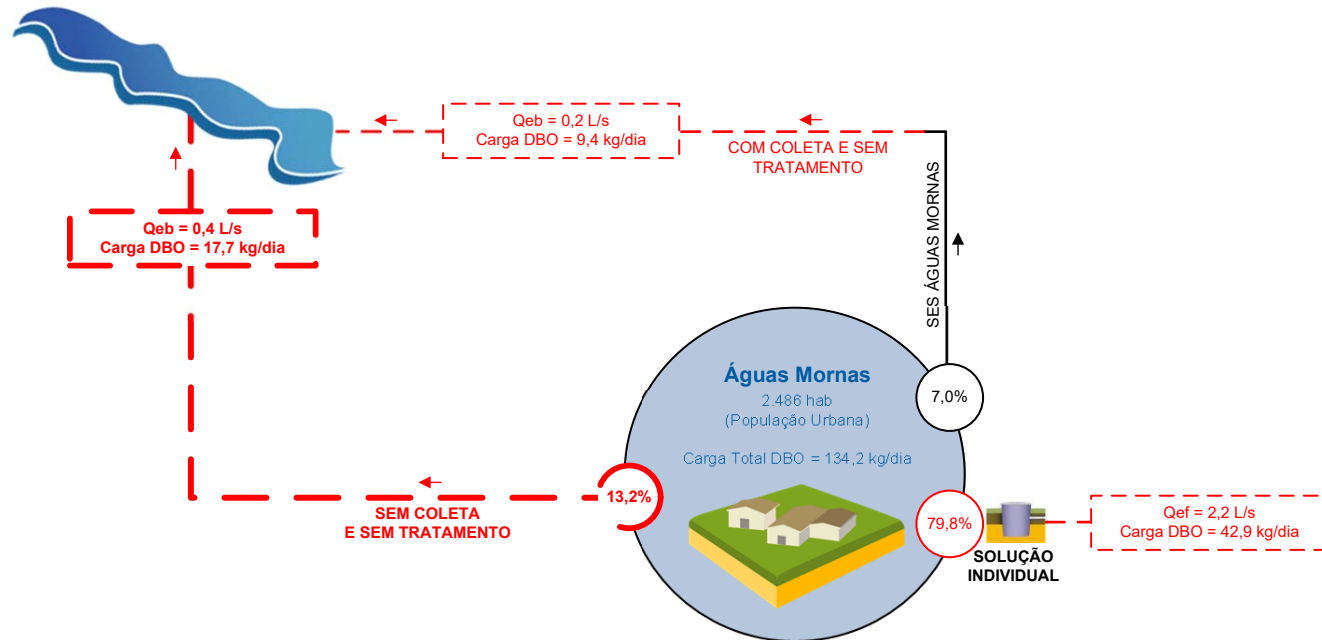 Qeb = 0,2 L/s
Carga DBO = 9,4 kg/dia
COM COLETA E SEM
TRATAMENTO
Qeb = 0,4 L/s
Carga DBO = 17,7 kg/dia
SES ÁGUAS MORNAS
Águas Mornas
2.486 hab
(População Urbana)
Carga Total DBO = 134,2 kg/dia
7,0%
13,2%
SEM COLETA
E SEM TRATAMENTO
79,8%
SOLUÇÃO
INDIVIDUAL
Qef = 2,2 L/s
Carga DBO = 42,9 kg/dia